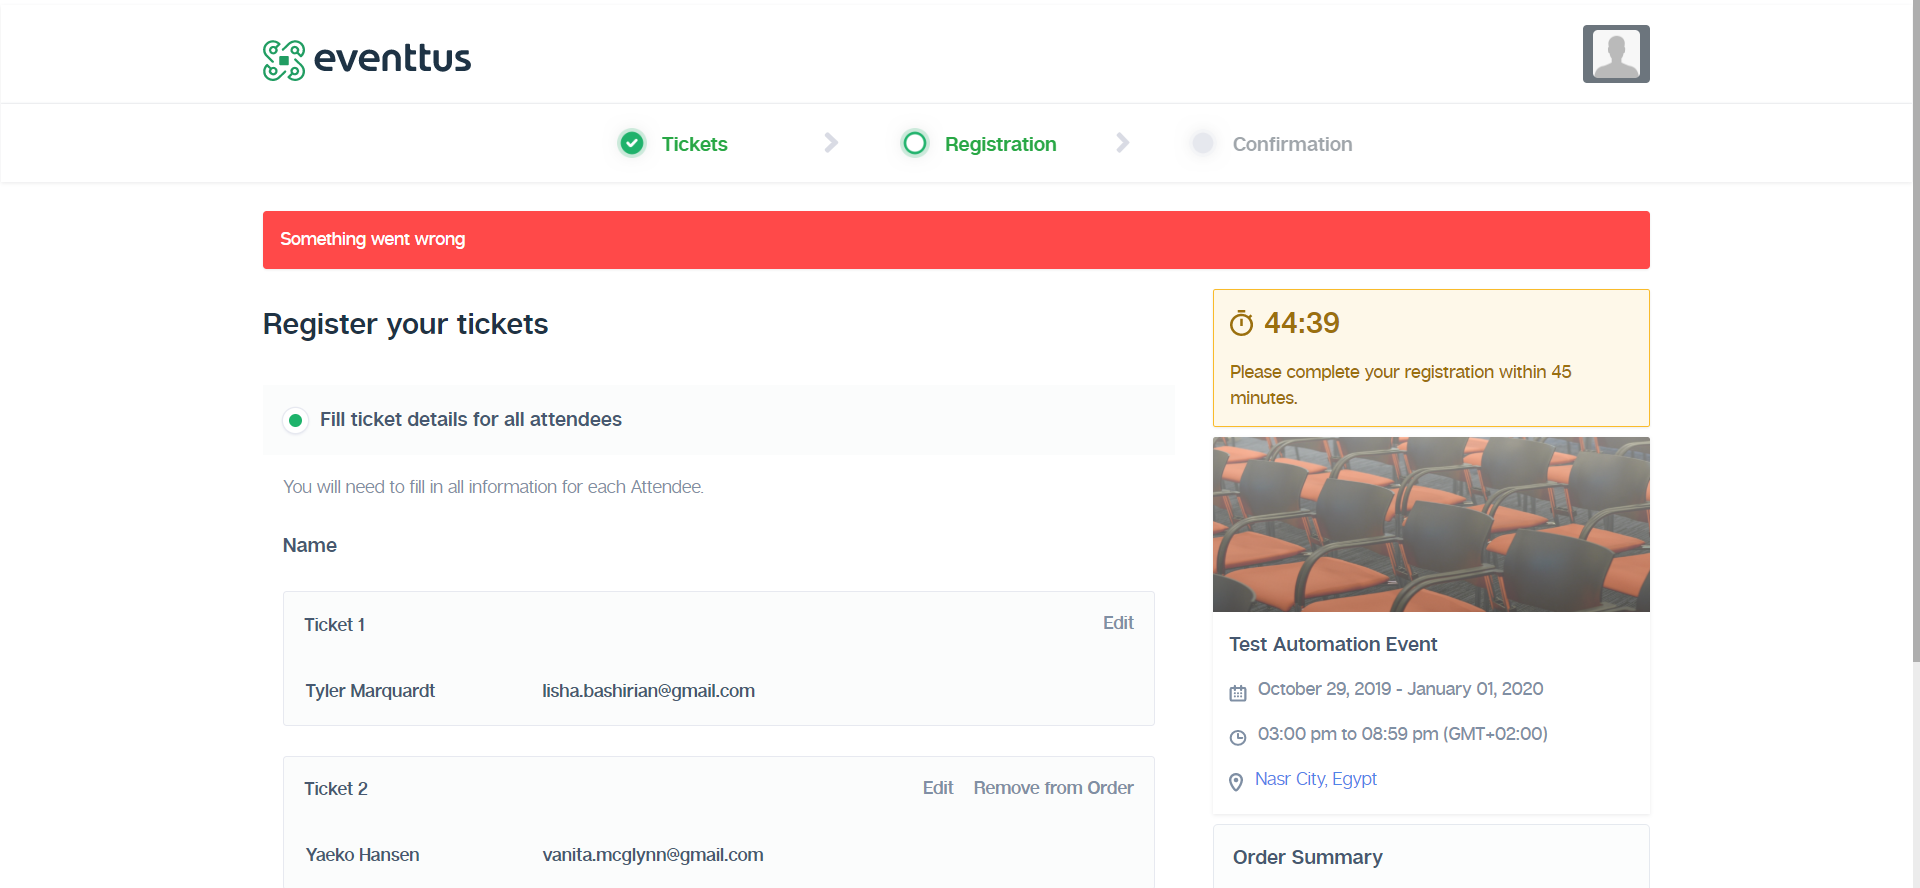 eventtus
Tickets
Registration
Confirmation
Something went wrong
Register your tickets
Fill ticket details for all attendees
You will need to fill in all information for each Attendee.
Name
Ticket 1
Edit
Tyler Marquardt
lisha.bashirian@gmail.com
Ticket 2
Edit
Remove from Order
Yaeko Hansen
vanita.mcglynn@gmail.com
44:39
Please complete your registration within 45
minutes.
Test Automation Event
October 29, 2019 - January 01, 2020
03:00 pm to 08:59 pm (GMT+02:00)
Nasr City, Egypt
Order Summary